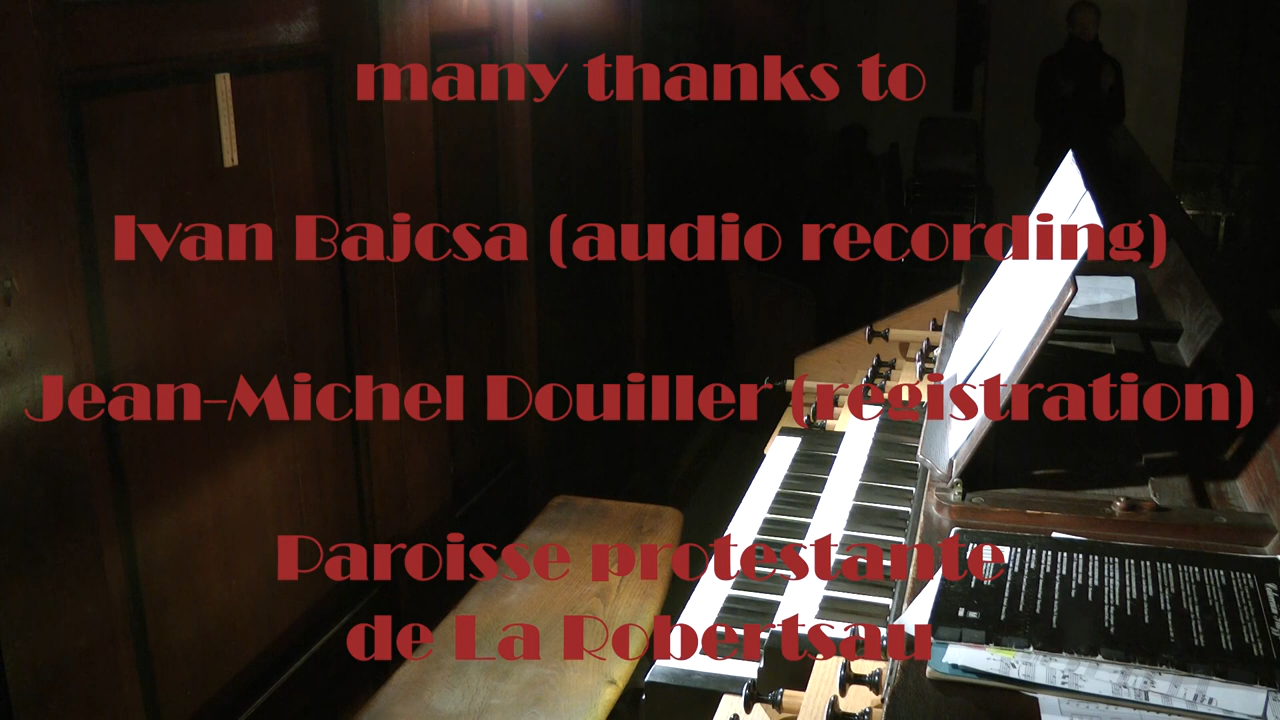 many thanks to
Ivan Bajcsa (audio recording)
Jean-Michel Douiller (registration)
Paroisse protestante
de La Robertsau